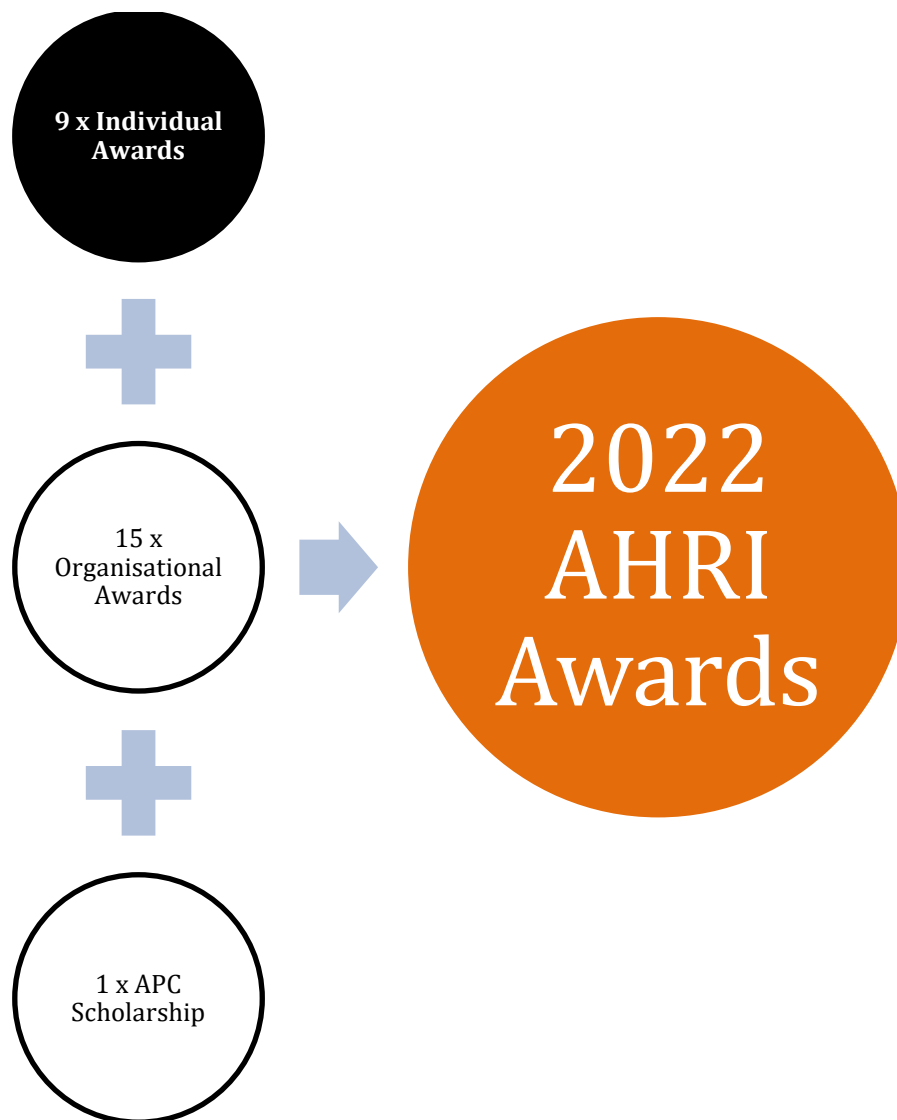 9 x Individual
Awards
15 x
Organisational
Awards
1 x APC
Scholarship
2022
AHRI
Awards